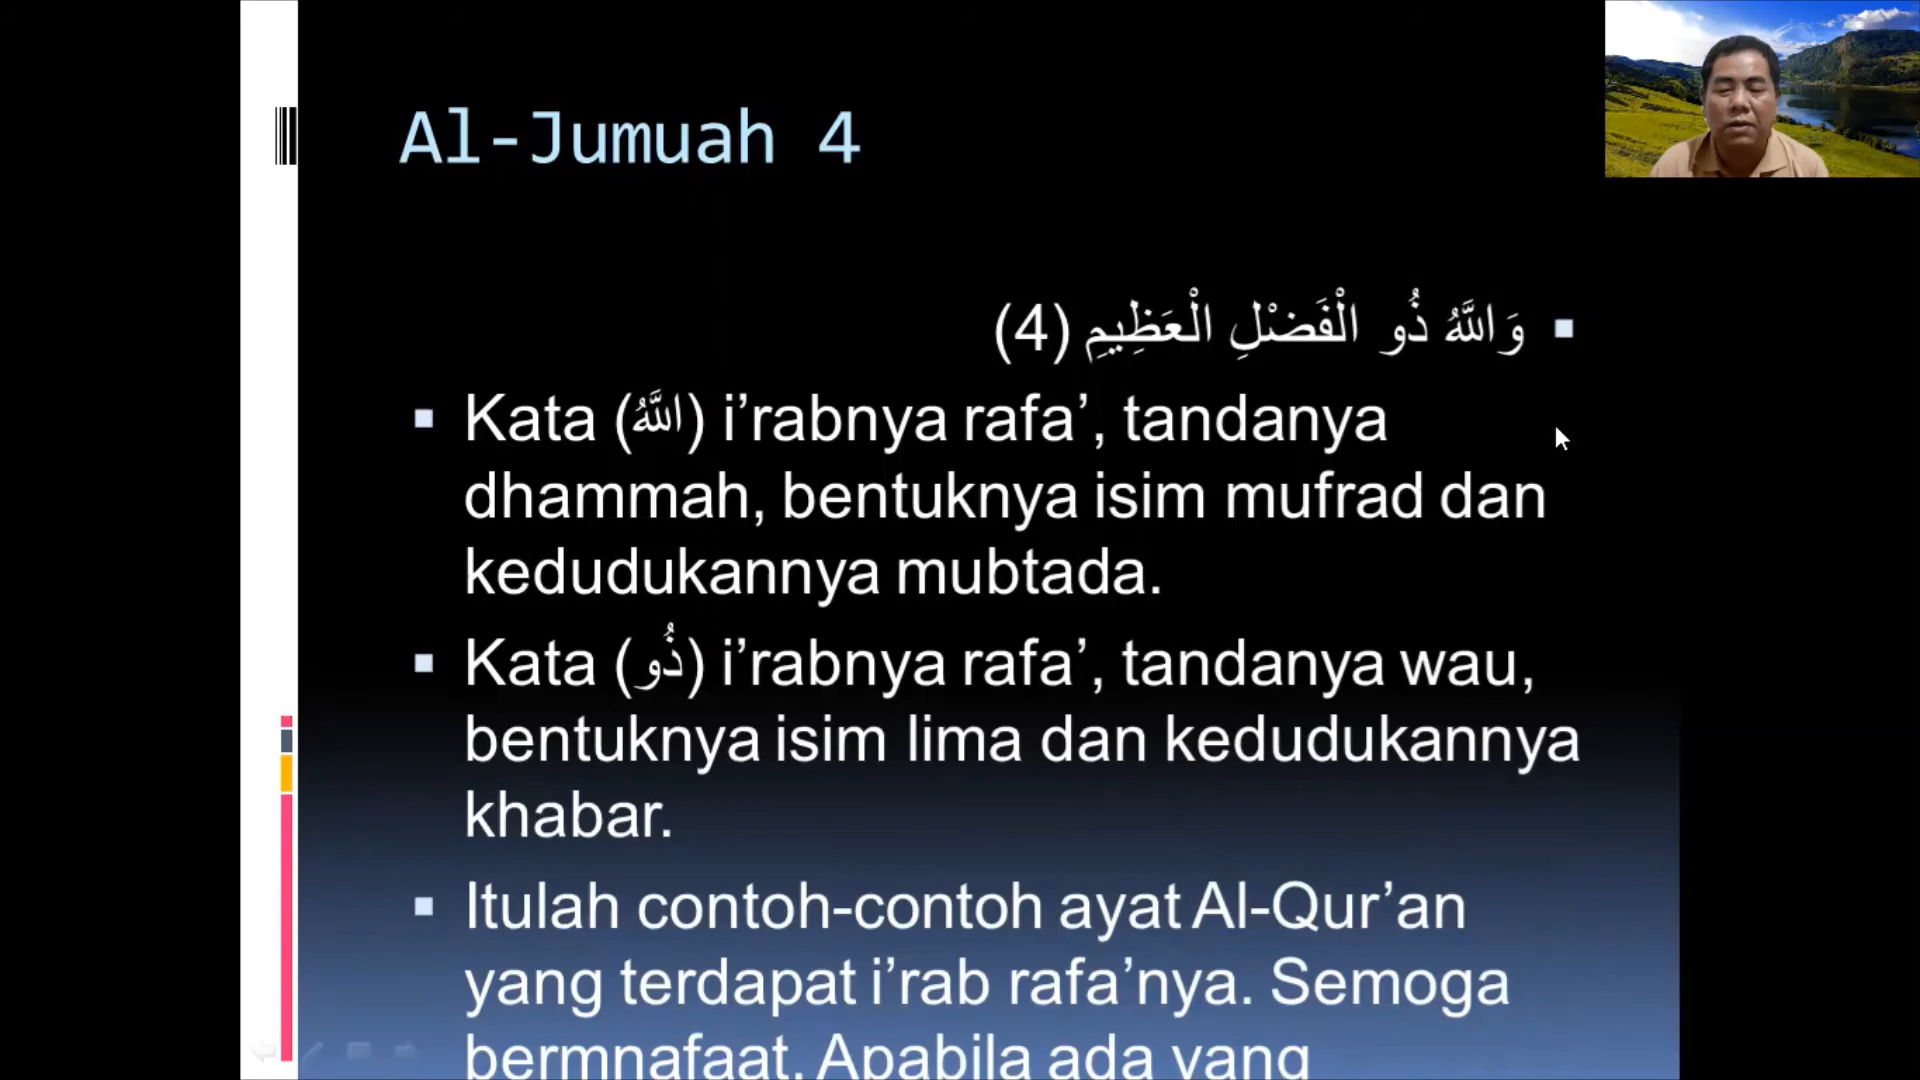 Al-Jumuah 4
وَاللَّهُ ذُو الْفَضْلِ الْعَظِيمِ (4)
Kata (اللَّهُ) i’rabnya rafa’, tandanya
dhammah, bentuknya isim mufrad dan
kedudukannya mubtada.
Kata (ذُو) i’rabnya rafa’, tandanya wau,
bentuknya isim lima dan kedudukannya
khabar.
Itulah contoh-contoh ayat Al-Qur’an
yang terdapat i’rab rafa’nya. Semoga
bermnafaat. Apabila ada yang